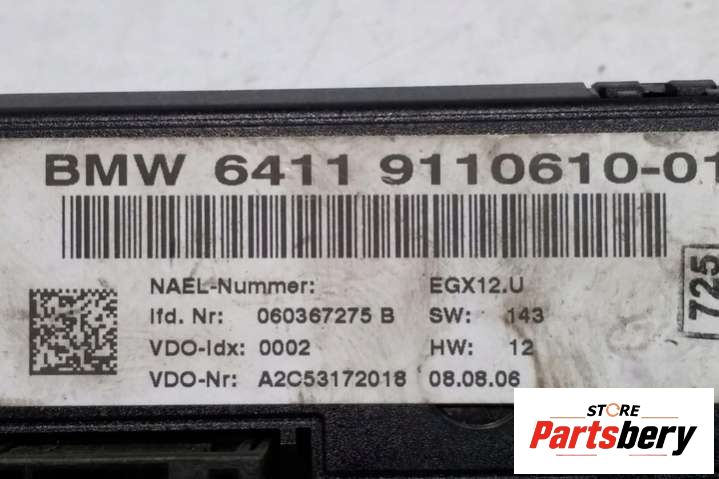 BMW 6411 9110610-01
NAEL-Nummer: EGX12.U
lfd. Nr: 060367275 B SW: 143
VDO-Idx: 0002 HW: 12
VDO-Nr: A2C53172018 08.08.06
725
STORE
Partsbery